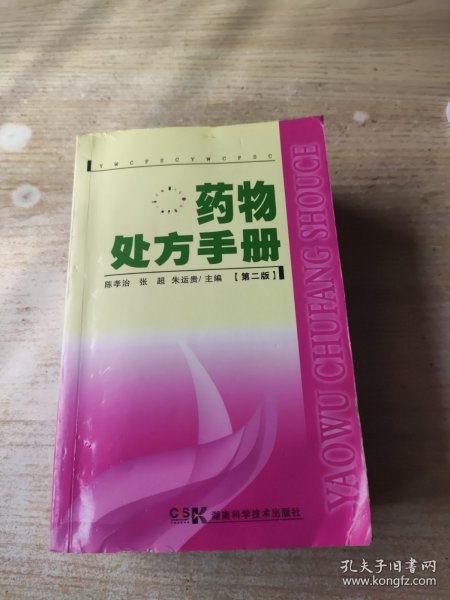 YWCFSCYWCFSC
药物
处方手册
陈孝治 张 超 朱运贵/主编 【第二版】
YAOWU CHUFANG SHOUCE
CSK 湖南科学技术出版社
孔夫子旧书网
www.kongfz.com